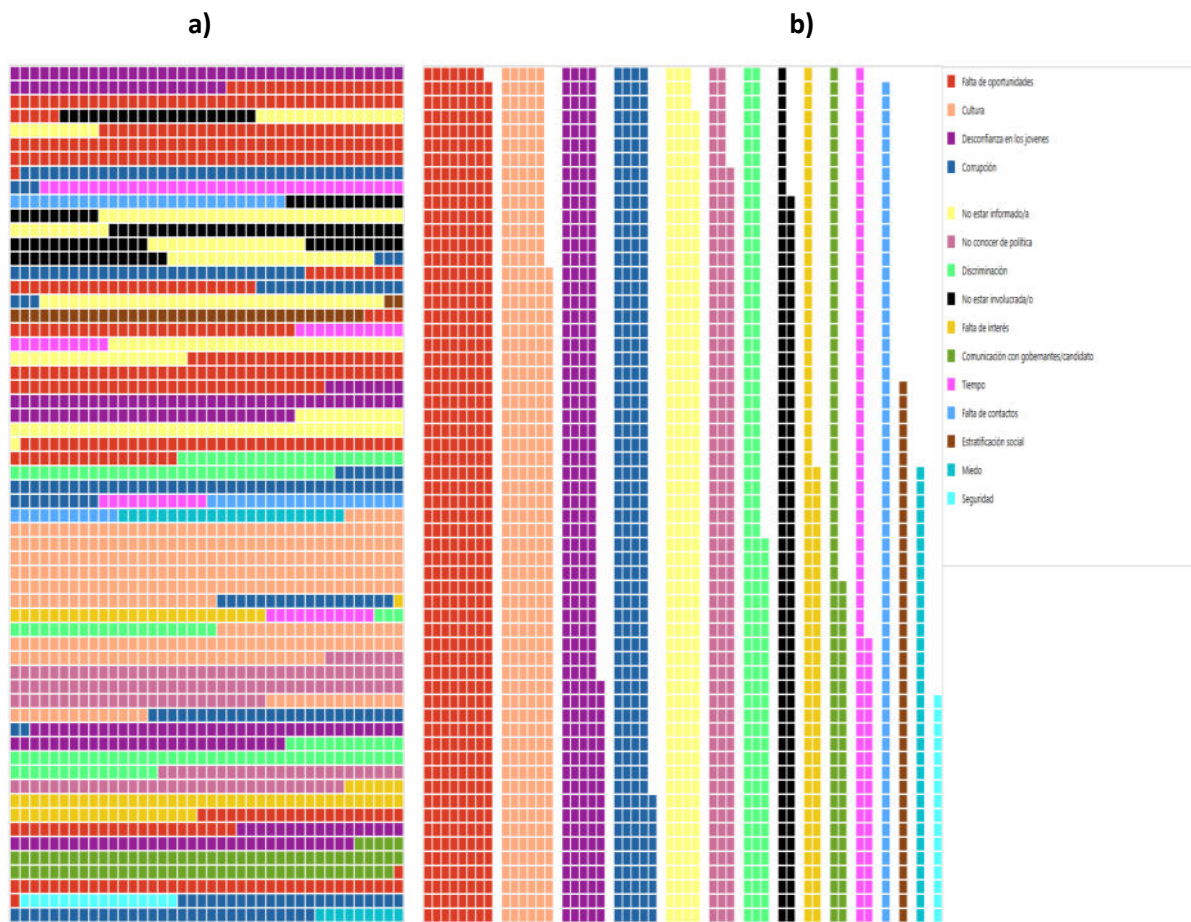 a)
b)
Falta de oportunidades
Cultura
Desconfianza en los jovenes
Corrupción
No estar informado/a
No conocer de política
Discriminación
No estar involucrada/o
Falta de interés
Comunicación con gobernantes/candidato
Tiempo
Falta de contactos
Estratificación social
Miedo
Seguridad